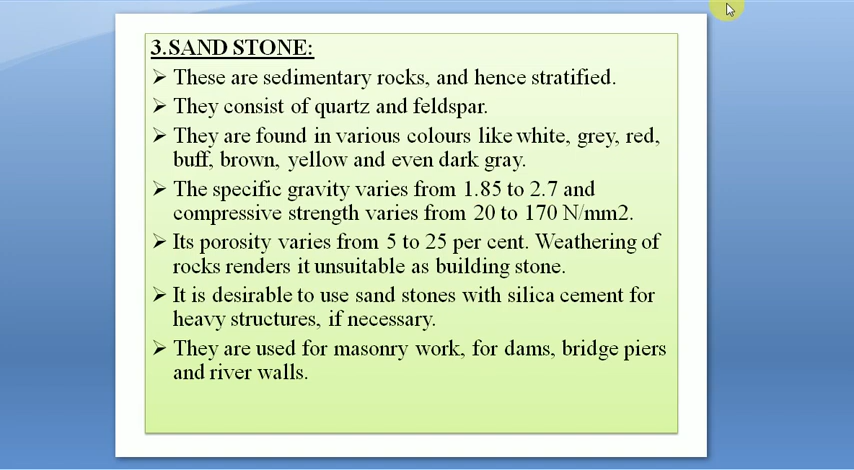 3.SAND STONE:
➢ These are sedimentary rocks, and hence stratified.
➢ They consist of quartz and feldspar.
➢ They are found in various colours like white, grey, red,
buff, brown, yellow and even dark gray.
➢ The specific gravity varies from 1.85 to 2.7 and
compressive strength varies from 20 to 170 N/mm2.
➢ Its porosity varies from 5 to 25 per cent. Weathering of
rocks renders it unsuitable as building stone.
➢ It is desirable to use sand stones with silica cement for
heavy structures, if necessary.
➢ They are used for masonry work, for dams, bridge piers
and river walls.